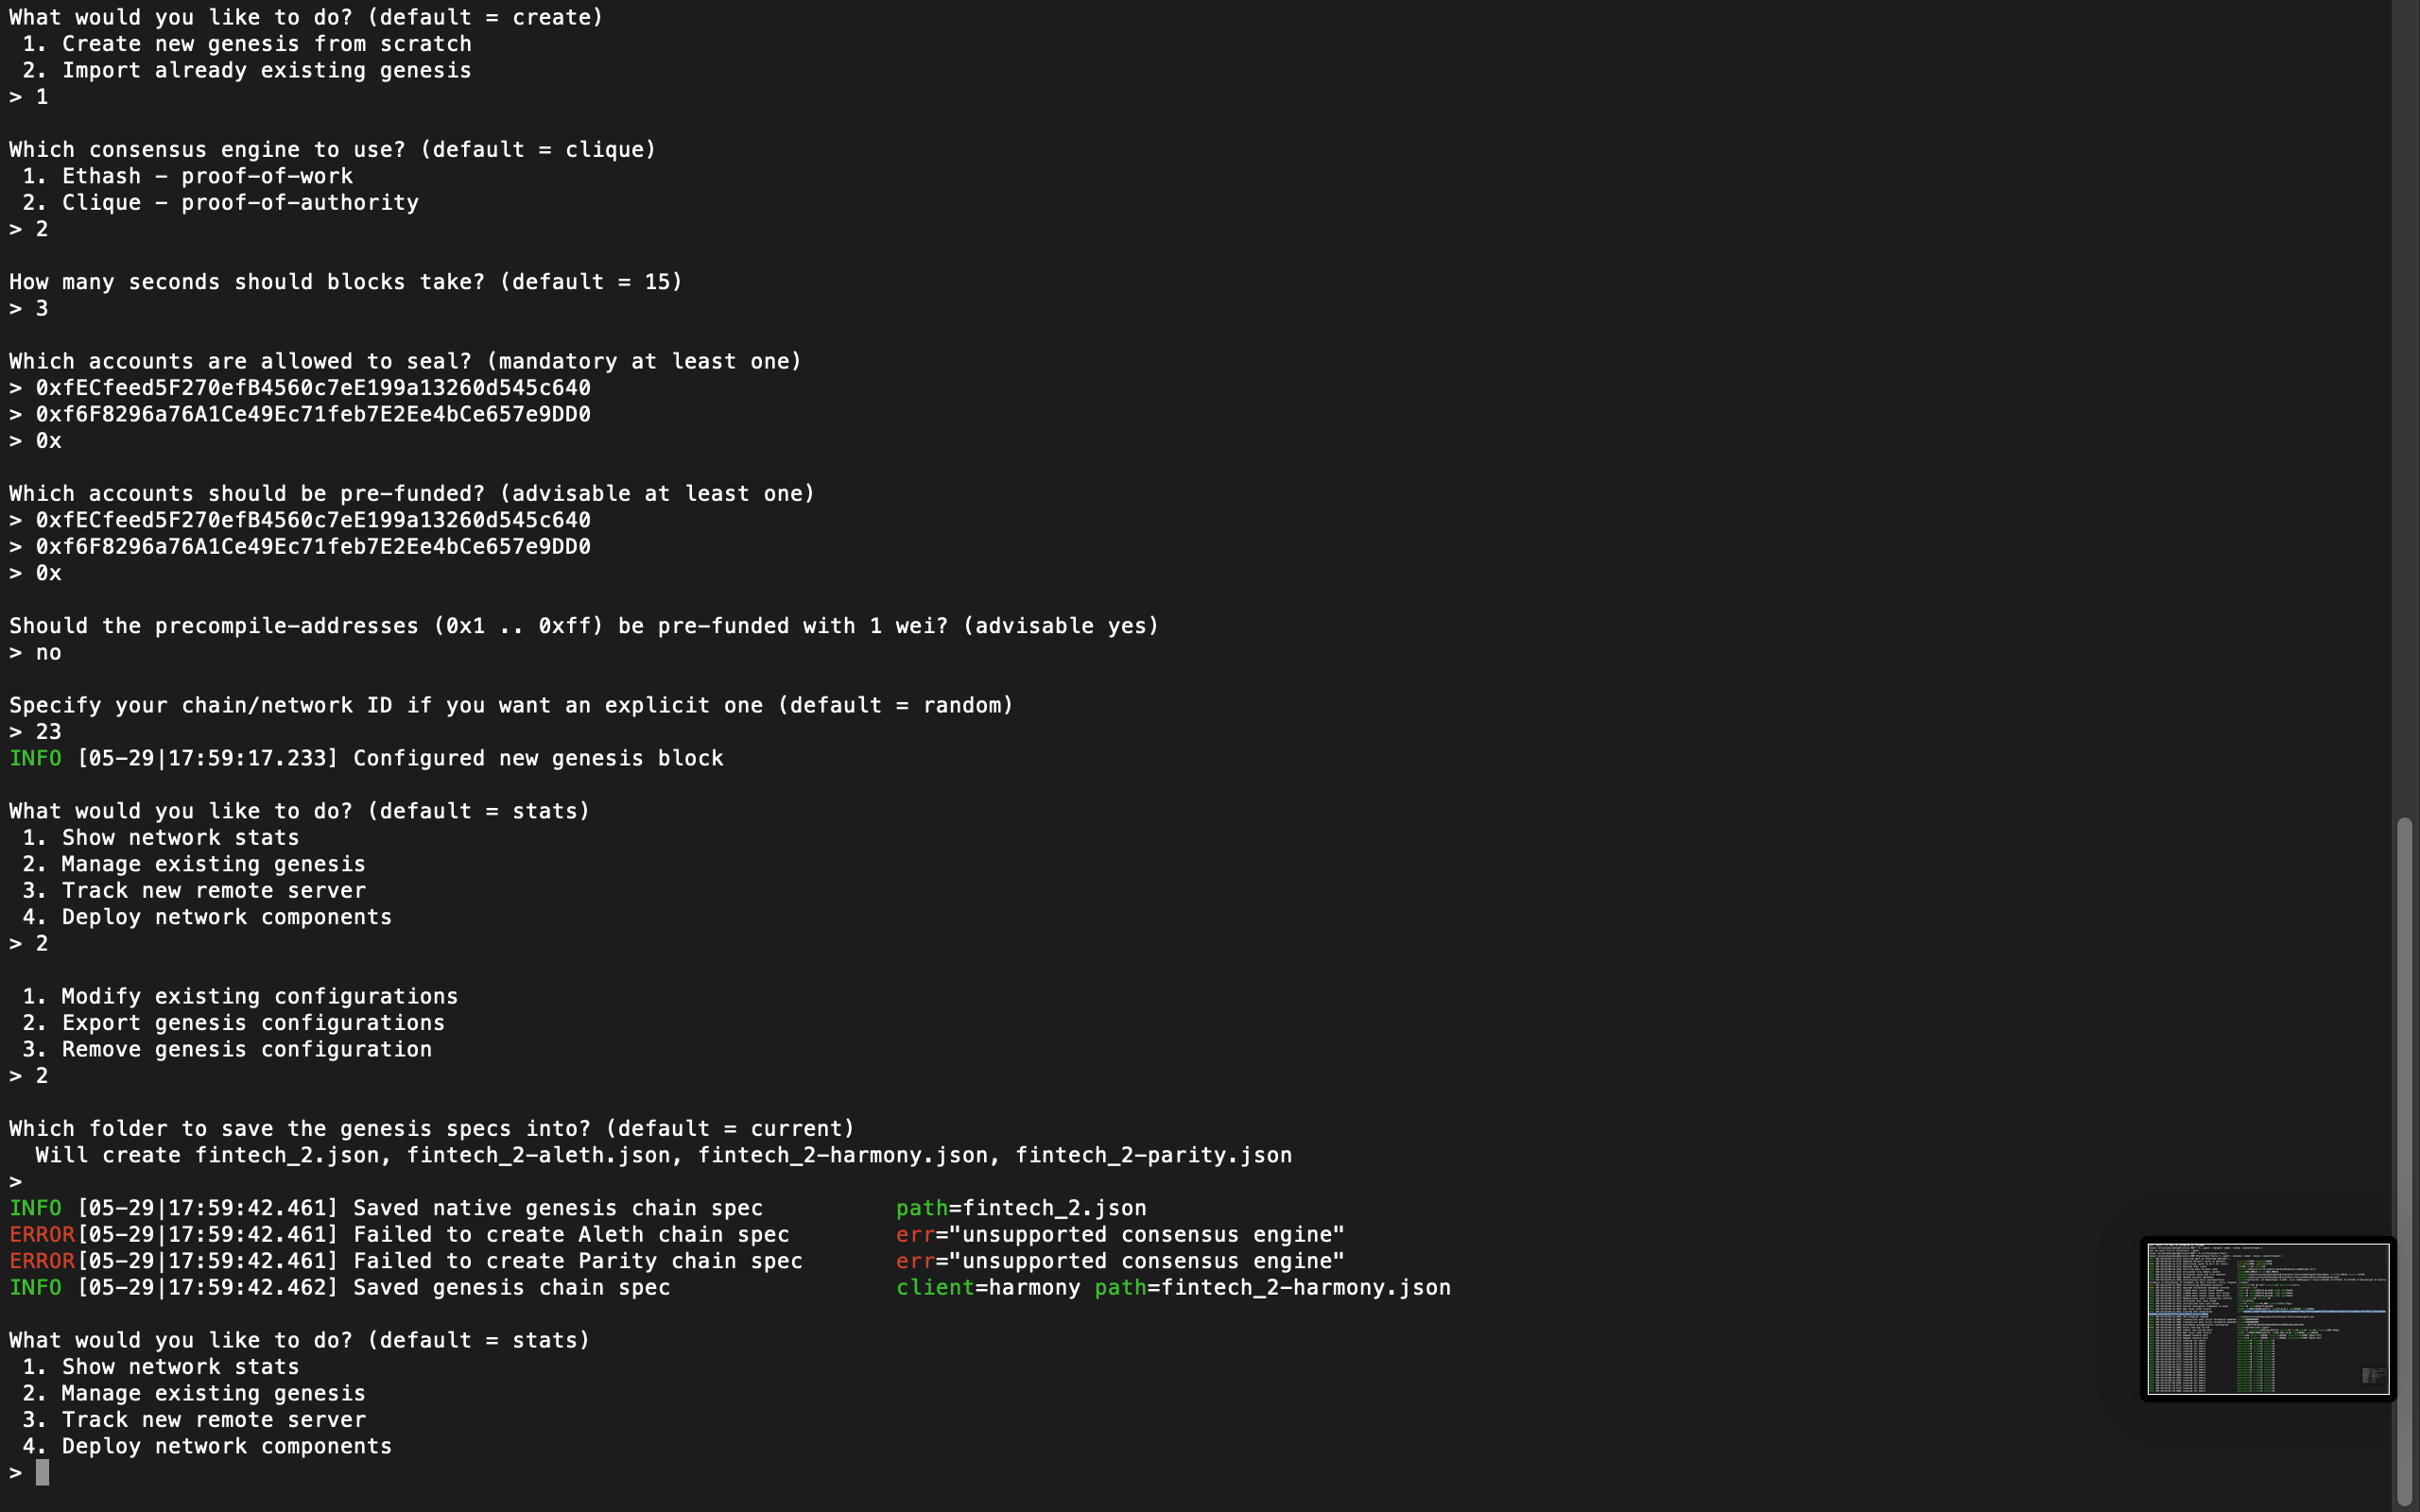 What would you like to do? (default = create)
 1. Create new genesis from scratch
 2. Import already existing genesis
> 1

Which consensus engine to use? (default = clique)
 1. Ethash - proof-of-work
 2. Clique - proof-of-authority
> 2

How many seconds should blocks take? (default = 15)
> 3

Which accounts are allowed to seal? (mandatory at least one)
> 0xfECfeed5F270efB4560c7eE199a13260d545c640
> 0xf6F8296a76A1Ce49Ec71feb7E2Ee4bCe657e9DD0
> 0x

Which accounts should be pre-funded? (advisable at least one)
> 0xfECfeed5F270efB4560c7eE199a13260d545c640
> 0xf6F8296a76A1Ce49Ec71feb7E2Ee4bCe657e9DD0
> 0x

Should the precompile-addresses (0x1 .. 0xff) be pre-funded with 1 wei? (advisable yes)
> no

Specify your chain/network ID if you want an explicit one (default = random)
> 23
INFO [05-29|17:59:17.233] Configured new genesis block

What would you like to do? (default = stats)
 1. Show network stats
 2. Manage existing genesis
 3. Track new remote server
 4. Deploy network components
> 2

 1. Modify existing configurations
 2. Export genesis configurations
 3. Remove genesis configuration
> 2

Which folder to save the genesis specs into? (default = current)
  Will create fintech_2.json, fintech_2-aleth.json, fintech_2-harmony.json, fintech_2-parity.json
>
INFO [05-29|17:59:42.461] Saved native genesis chain spec          path=fintech_2.json
ERROR[05-29|17:59:42.461] Failed to create Aleth chain spec        err="unsupported consensus engine"
ERROR[05-29|17:59:42.461] Failed to create Parity chain spec       err="unsupported consensus engine"
INFO [05-29|17:59:42.462] Saved genesis chain spec                 client=harmony path=fintech_2-harmony.json

What would you like to do? (default = stats)
 1. Show network stats
 2. Manage existing genesis
 3. Track new remote server
 4. Deploy network components
>